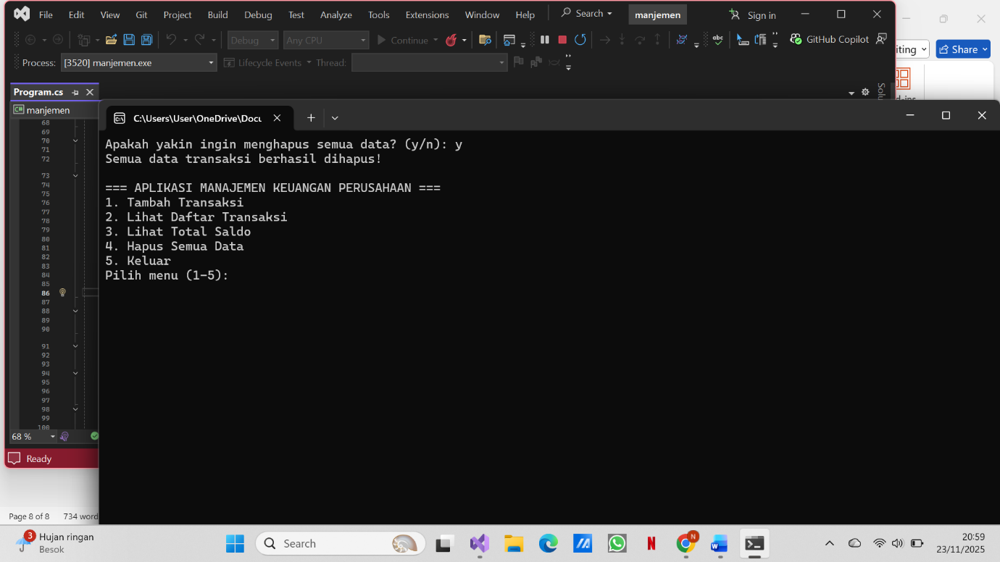 File Edit View Git Project Build Debug Test Analyze Tools Extensions Window Help Search manjemen Sign in
Debug Any CPU Continue abc GitHub Copilot
iting Share
Process: [3520] manjemen.exe Lifecycle Events Thread:
Program.cs
C# manjemen
C:\Users\User\OneDrive\Docu
68
69
70
71
72
73
74
75
76
77
78
79
80
81
82
83
84
85
86
87
88
89
90
91
92
93
94
95
96
97
98
99
100
Apakah yakin ingin menghapus semua data? (y/n): y
Semua data transaksi berhasil dihapus!
=== APLIKASI MANAJEMEN KEUANGAN PERUSAHAAN ===
1. Tambah Transaksi
2. Lihat Daftar Transaksi
3. Lihat Total Saldo
4. Hapus Semua Data
5. Keluar
Pilih menu (1-5):
68 %
Ready
Page 8 of 8 734 word
3 Hujan ringan
Besok
Search
N
N
20:59
23/11/2025